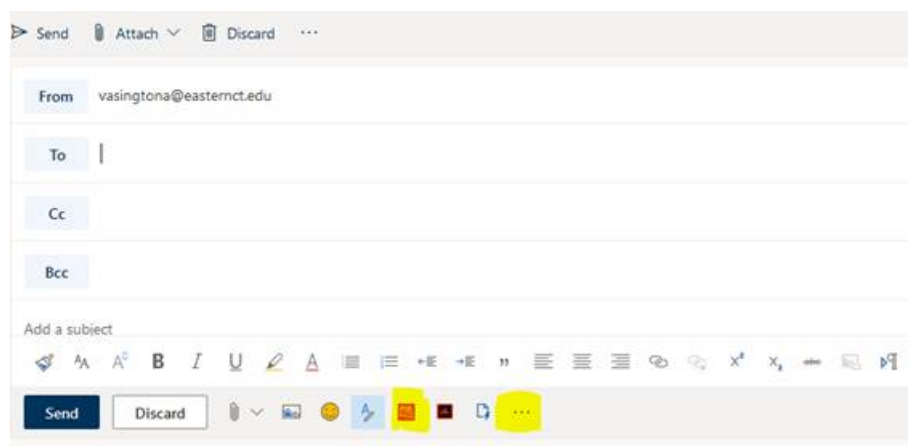 Send Attach Discard ...
From vasingtona@easternct.edu
To
Cc
Bcc
Add a subject
B I U A
Send Discard ...